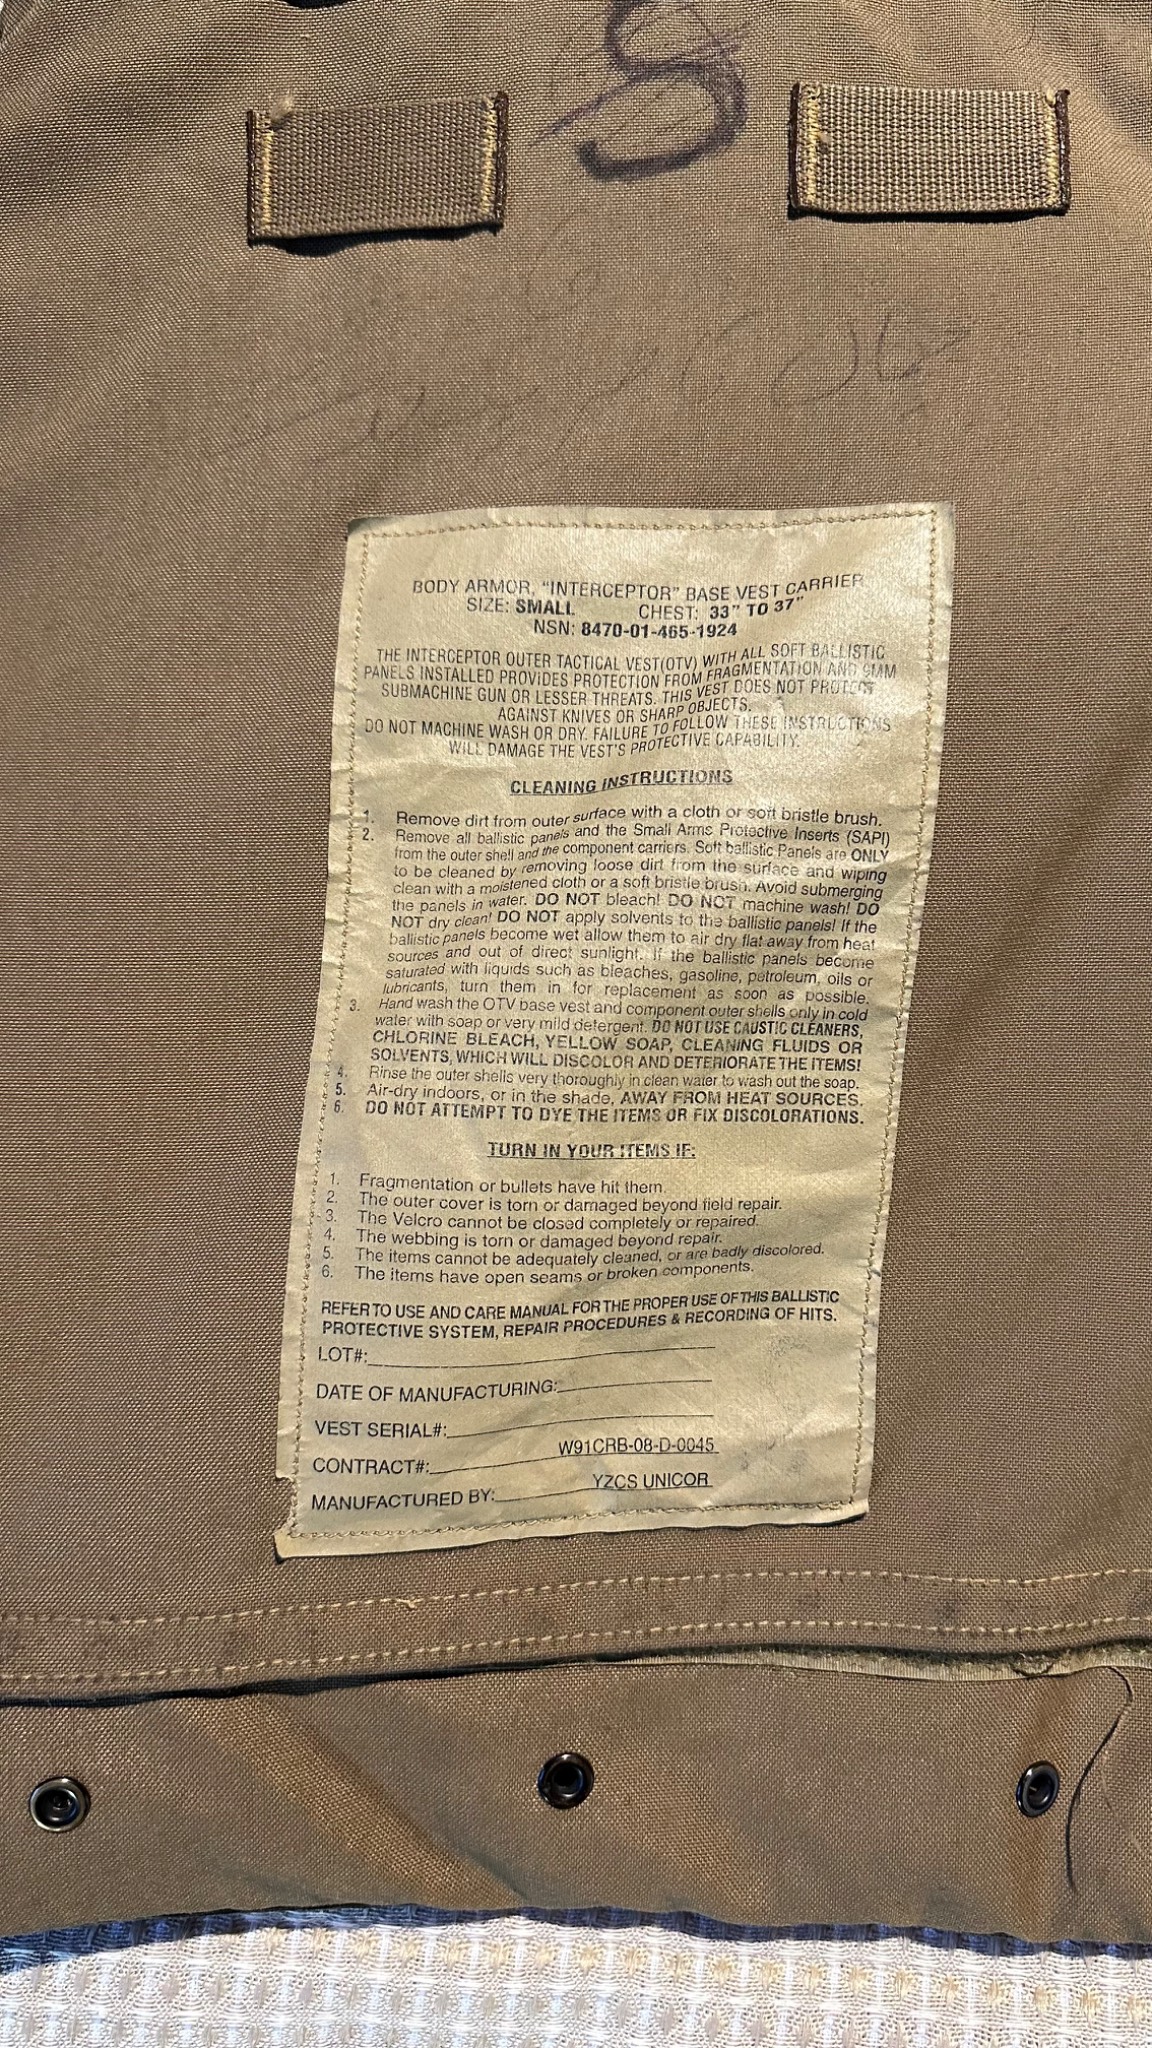 S
BODY ARMOR, "INTERCEPTOR" BASE VEST CARRIER
SIZE: SMALL CHEST: 33" TO 37"
NSN: 8470-01-465-1924
THE INTERCEPTOR OUTER TACTICAL VEST(OTV) WITH ALL SOFT BALLISTIC
PANELS INSTALLED PROVIDES PROTECTION FROM FRAGMENTATION AND 9MM
SUBMACHINE GUN OR LESSER THREATS. THIS VEST DOES NOT PROTECT
AGAINST KNIVES OR SHARP OBJECTS.
DO NOT MACHINE WASH OR DRY. FAILURE TO FOLLOW THESE INSTRUCTIONS
WILL DAMAGE THE VEST'S PROTECTIVE CAPABILITY.
CLEANING INSTRUCTIONS
1. Remove dirt from outer surface with a cloth or soft bristle brush.
2. Remove all ballistic panels and the Small Arms Protective Inserts (SAPI)
from the outer shell and the component carriers. Soft ballistic Panels are ONLY
to be cleaned by removing loose dirt from the surface and wiping
clean with a moistened cloth or a soft bristle brush. Avoid submerging
the panels in water. DO NOT bleach! DO NOT machine wash! DO
NOT dry clean! DO NOT apply solvents to the ballistic panels! If the
ballistic panels become wet allow them to air dry flat away from heat
sources and out of direct sunlight. If the ballistic panels become
saturated with liquids such as bleaches, gasoline, petroleum, oils or
lubricants, turn them in for replacement as soon as possible.
3. Hand wash the OTV base vest and component outer shells only in cold
water with soap or very mild detergent. DO NOT USE CAUSTIC CLEANERS,
CHLORINE BLEACH, YELLOW SOAP, CLEANING FLUIDS OR
SOLVENTS, WHICH WILL DISCOLOR AND DETERIORATE THE ITEMS!
4. Rinse the outer shells very thoroughly in clean water to wash out the soap.
5. Air-dry indoors, or in the shade, AWAY FROM HEAT SOURCES.
6. DO NOT ATTEMPT TO DYE THE ITEMS OR FIX DISCOLORATIONS.
TURN IN YOUR ITEMS IF:
1. Fragmentation or bullets have hit them.
2. The outer cover is torn or damaged beyond field repair.
3. The Velcro cannot be closed completely or repaired.
4. The webbing is torn or damaged beyond repair.
5. The items cannot be adequately cleaned, or are badly discolored.
6. The items have open seams or broken components.
REFER TO USE AND CARE MANUAL FOR THE PROPER USE OF THIS BALLISTIC
PROTECTIVE SYSTEM, REPAIR PROCEDURES & RECORDING OF HITS.
LOT#:
DATE OF MANUFACTURING:
VEST SERIAL#:
CONTRACT#: W91CRB-08-D-0045
MANUFACTURED BY: YZCS UNICOR